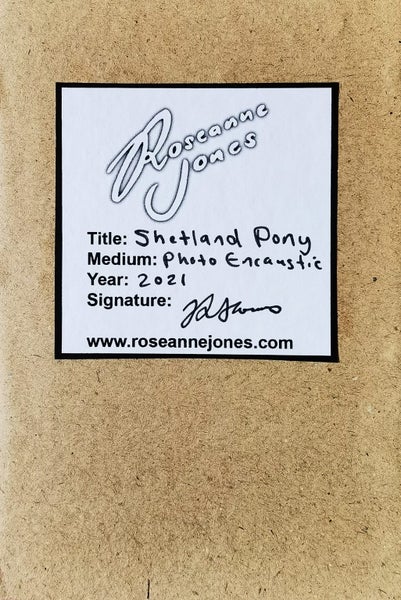 Roseanne
Jones
Title: Shetland Pony
Medium: Photo Encaustic
Year: 2021
Signature:
www.roseannejones.com